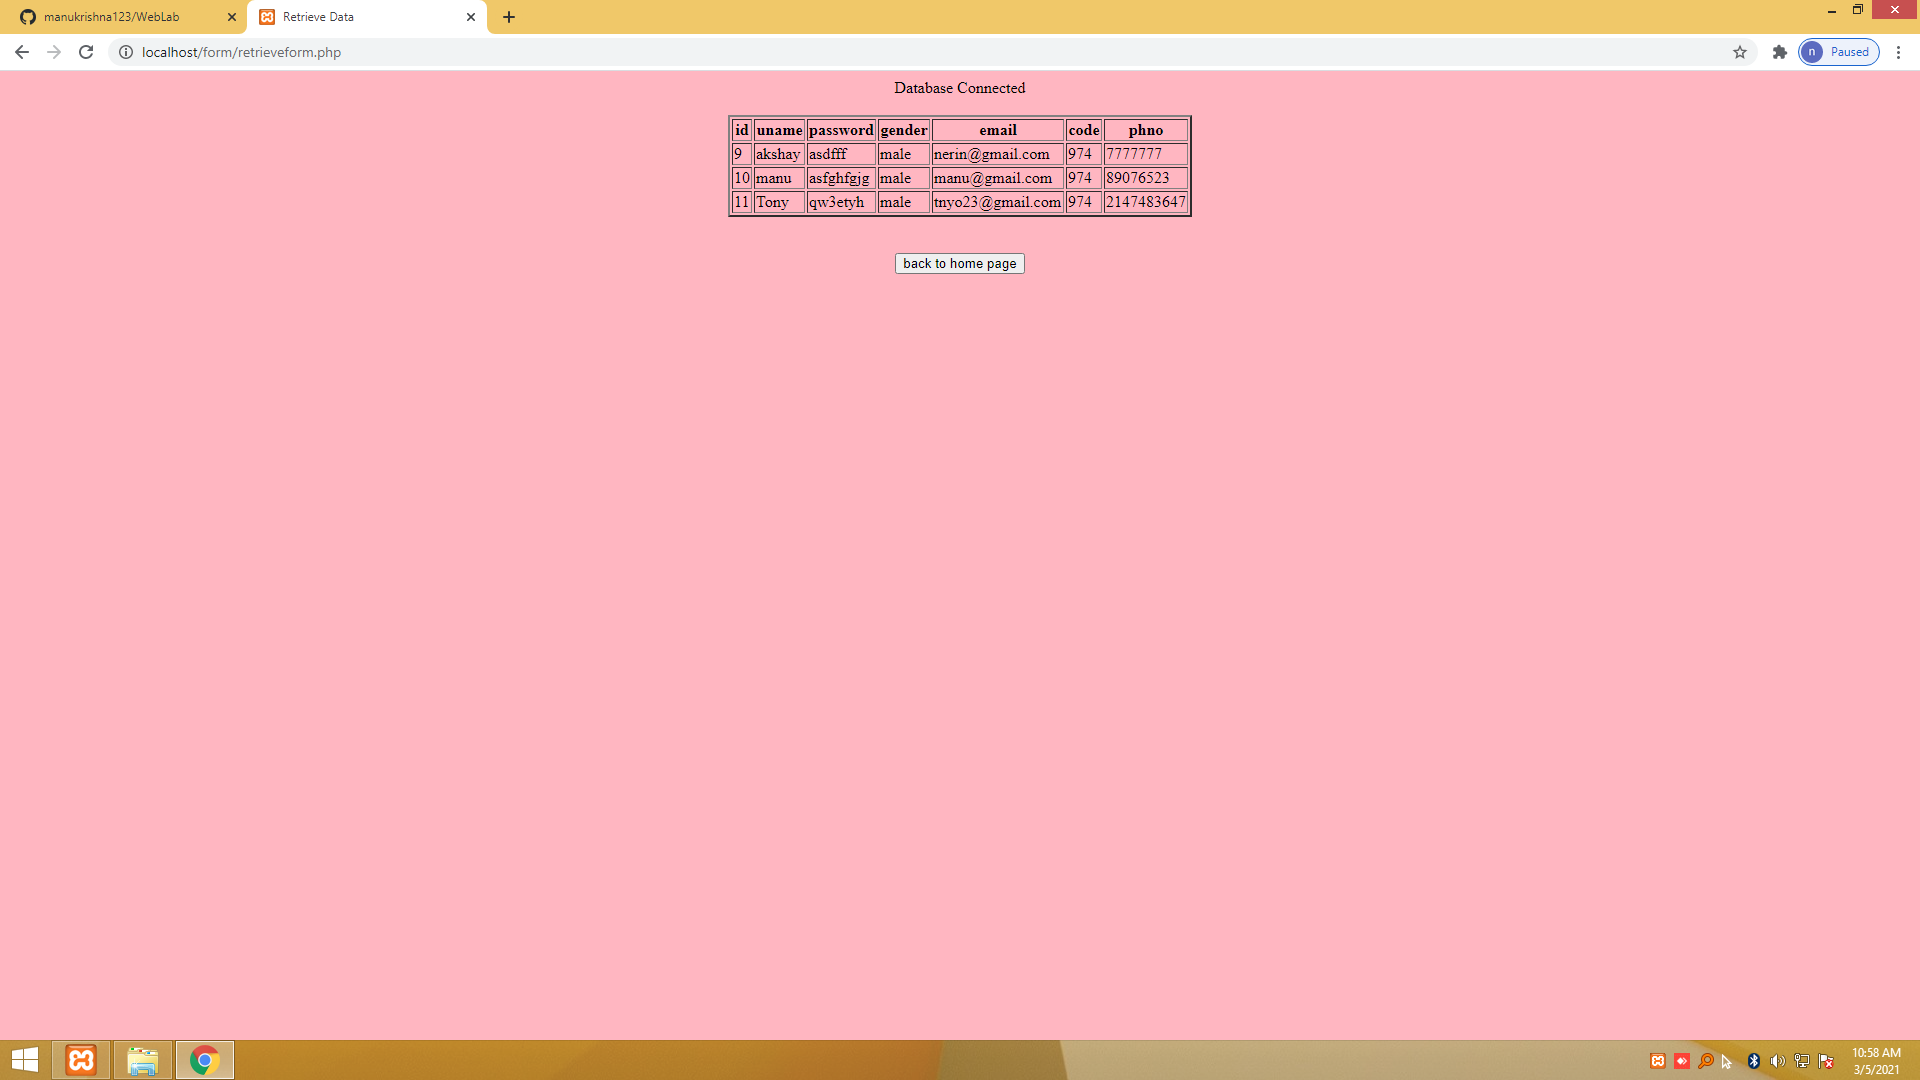 manukrishna123/WebLab
Retrieve Data
localhost/form/retrieveform.php
n Paused
Database Connected
id uname password gender email code phno
9 akshay asdfff male nerin@gmail.com 974 7777777
10 manu asfghfgjg male manu@gmail.com 974 89076523
11 Tony qw3etyh male tnyo23@gmail.com 974 2147483647
back to home page
10:58 AM
3/5/2021